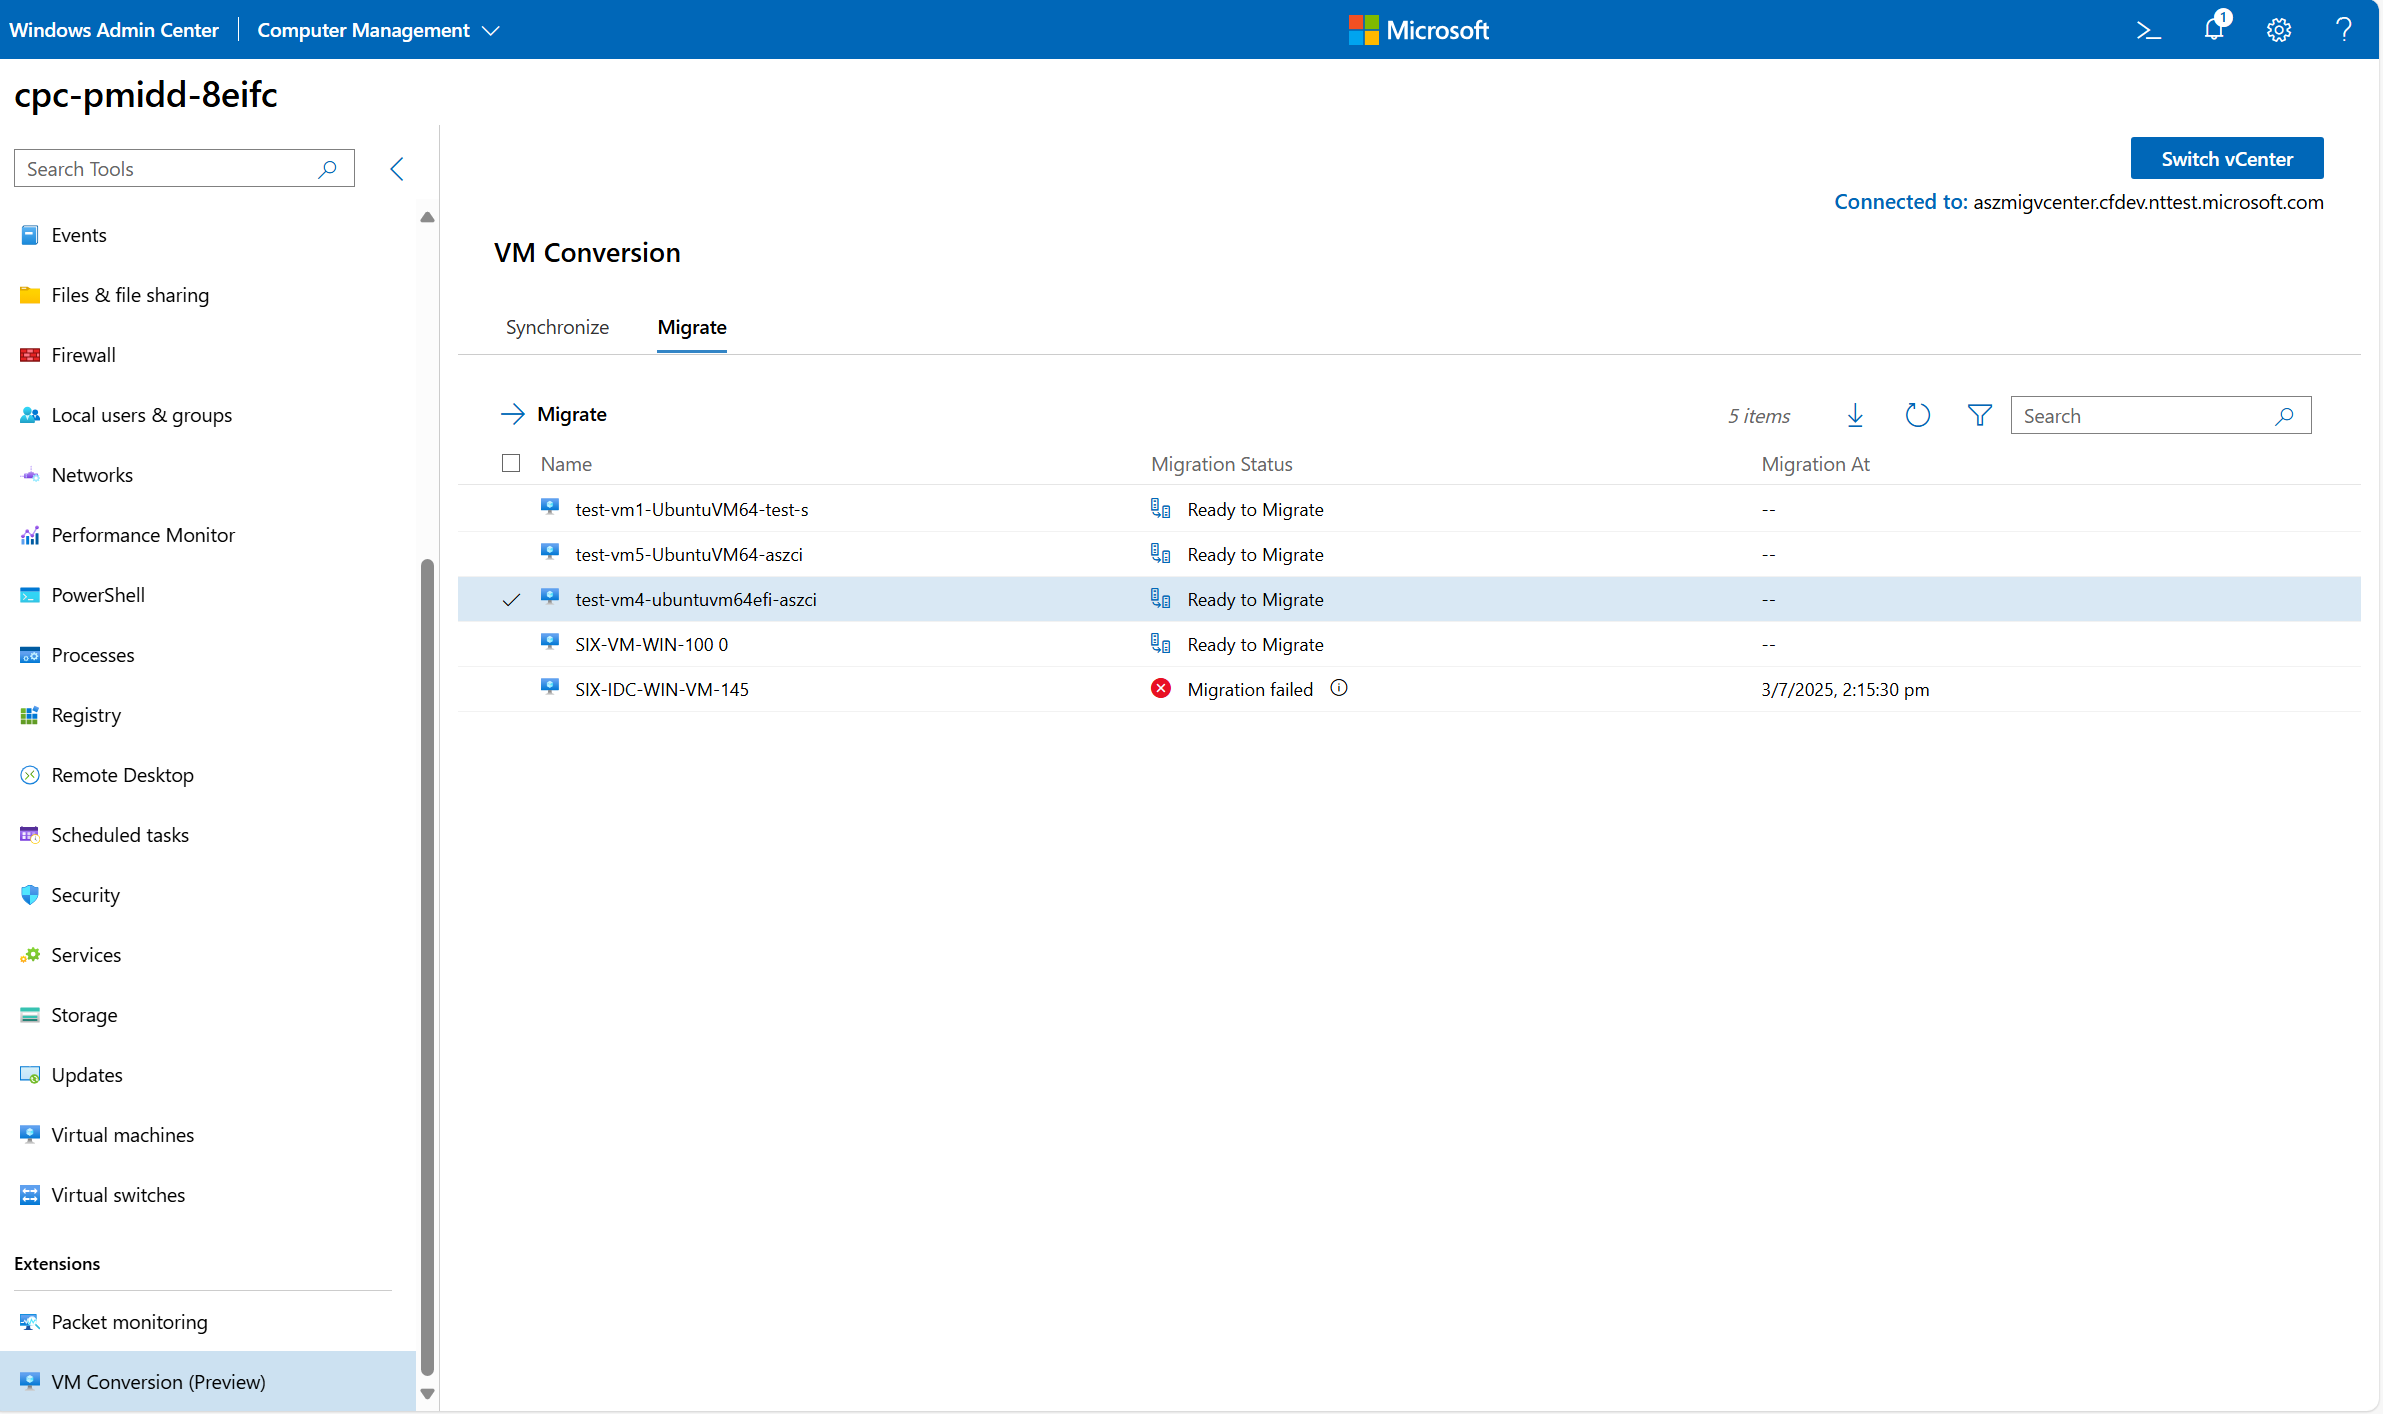 Windows Admin Center
Computer Management
Microsoft
1
cpc-pmidd-8eifc
Search Tools
Switch vCenter
Connected to: aszmigvcenter.cfdev.nttest.microsoft.com
Events
Files & file sharing
Firewall
Local users & groups
Networks
Performance Monitor
PowerShell
Processes
Registry
Remote Desktop
Scheduled tasks
Security
Services
Storage
Updates
Virtual machines
Virtual switches
Extensions
Packet monitoring
VM Conversion (Preview)
VM Conversion
Synchronize Migrate
Migrate
5 items
Search
Name Migration Status Migration At
test-vm1-UbuntuVM64-test-s Ready to Migrate --
test-vm5-UbuntuVM64-aszci Ready to Migrate --
test-vm4-ubuntuvm64efi-aszci Ready to Migrate --
SIX-VM-WIN-100 0 Ready to Migrate --
SIX-IDC-WIN-VM-145 Migration failed 3/7/2025, 2:15:30 pm